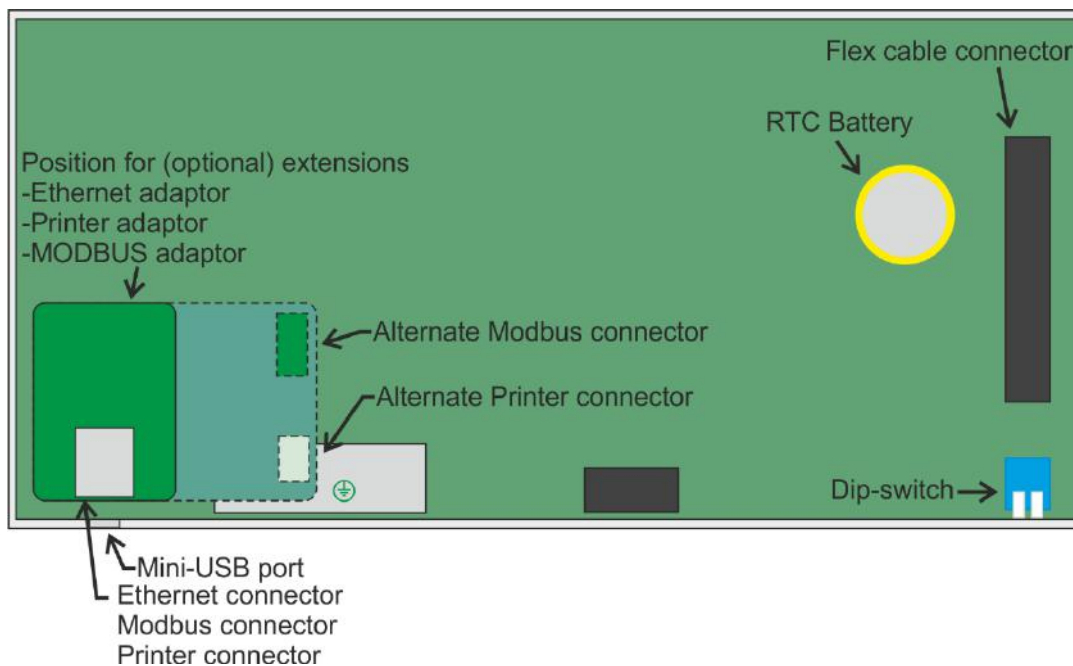 Flex cable connector
RTC Battery
Position for (optional) extensions
-Ethernet adaptor
-Printer adaptor
-MODBUS adaptor
Alternate Modbus connector
Alternate Printer connector
Dip-switch
Mini-USB port
Ethernet connector
Modbus connector
Printer connector